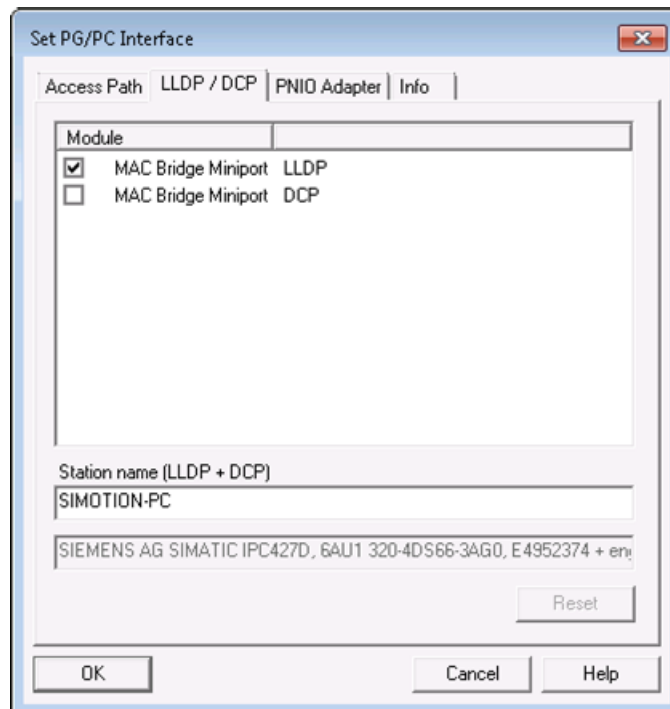 Set PG/PC Interface
Access Path LLDP / DCP PNIO Adapter Info
Module
MAC Bridge Miniport LLDP
MAC Bridge Miniport DCP
Station name (LLDP + DCP)
SIMOTION-PC
SIEMENS AG SIMATIC IPC427D, 6AU1 320-4DS66-3AG0, E4952374 + eng
Reset
OK Cancel Help